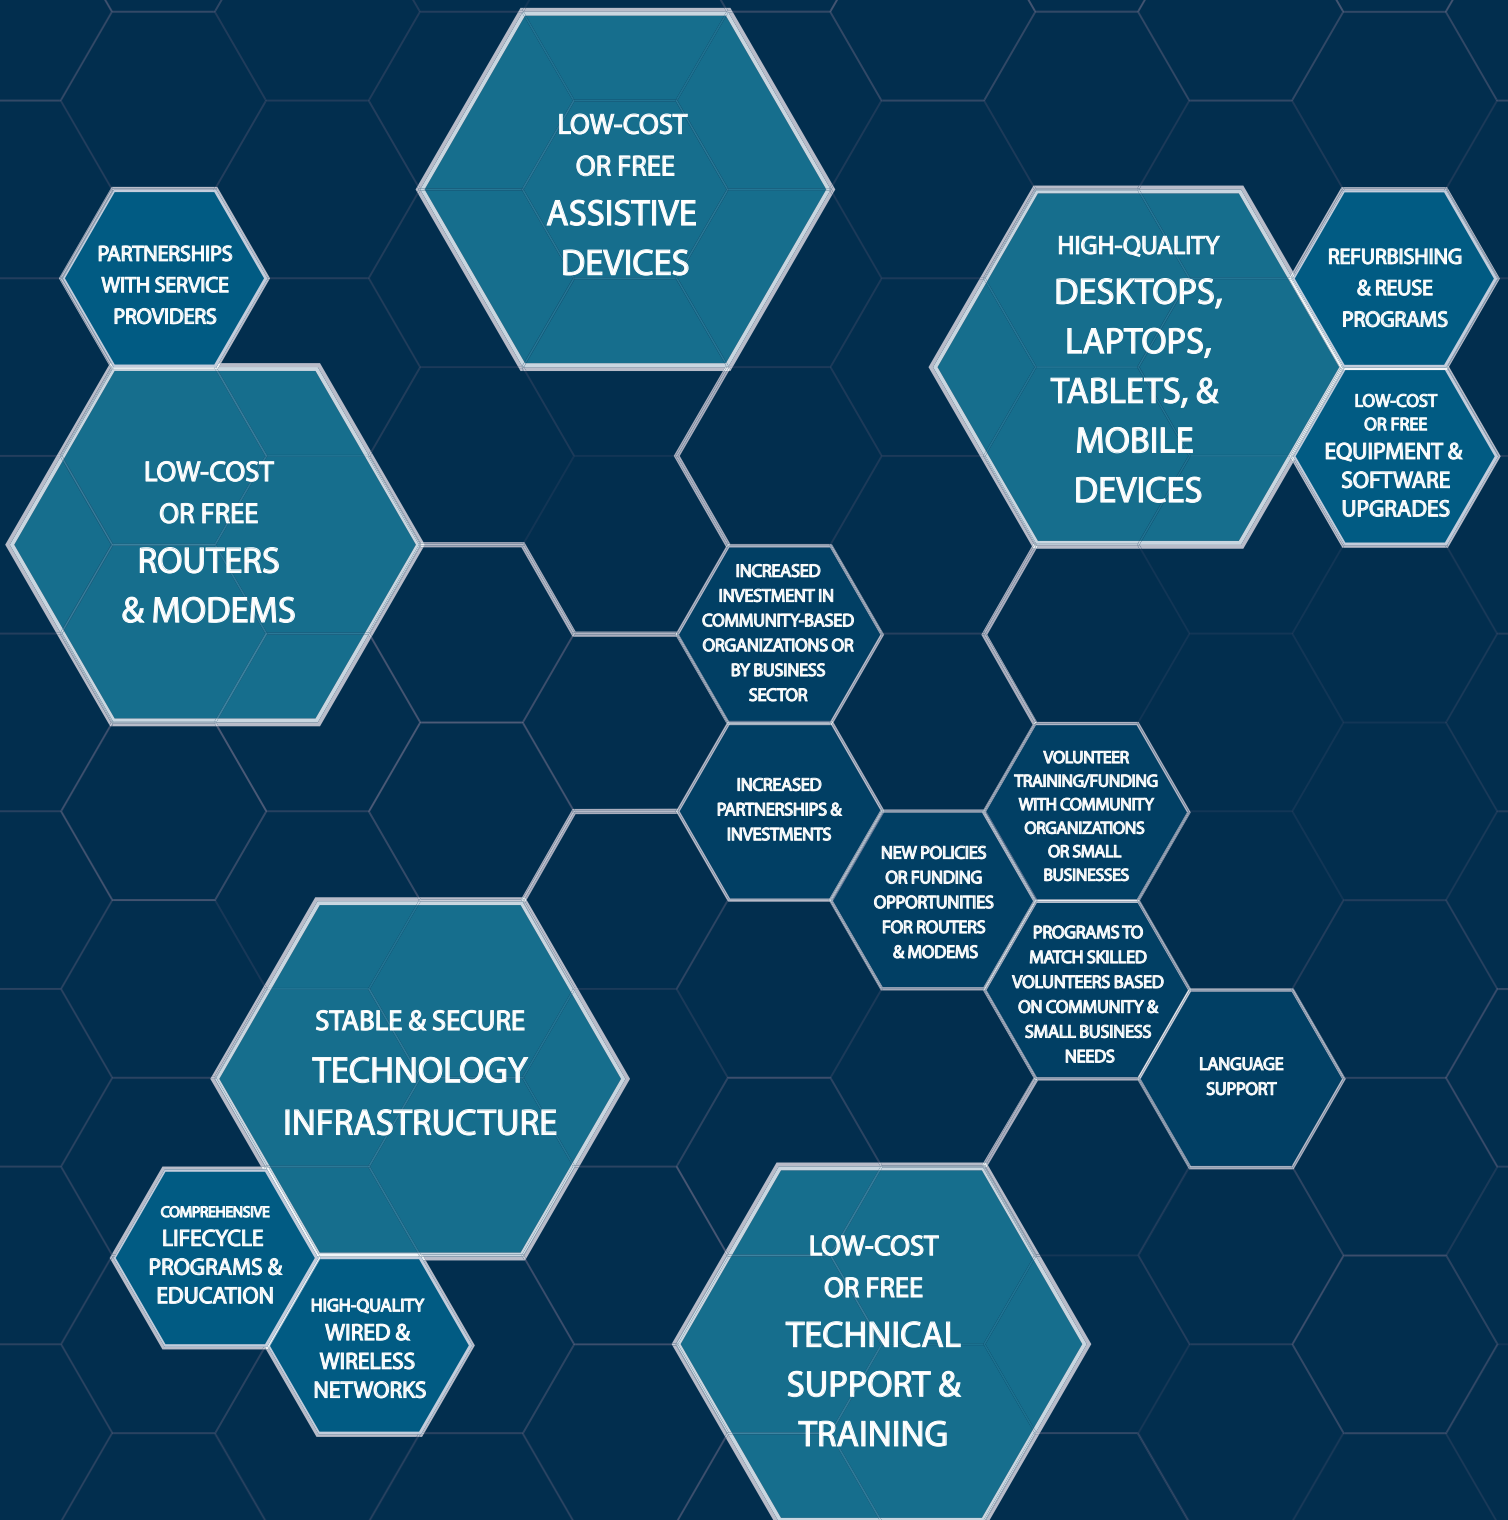 LOW-COST
OR FREE
ASSISTIVE
DEVICES
PARTNERSHIPS
WITH SERVICE
PROVIDERS
HIGH-QUALITY
DESKTOPS,
LAPTOPS,
TABLETS, &
MOBILE
DEVICES
REFURBISHING
& REUSE
PROGRAMS
LOW-COST
OR FREE
EQUIPMENT &
SOFTWARE
UPGRADES
LOW-COST
OR FREE
ROUTERS
& MODEMS
INCREASED
INVESTMENT IN
COMMUNITY-BASED
ORGANIZATIONS OR
BY BUSINESS
SECTOR
INCREASED
PARTNERSHIPS &
INVESTMENTS
VOLUNTEER
TRAINING/FUNDING
WITH COMMUNITY
ORGANIZATIONS
OR SMALL
BUSINESSES
NEW POLICIES
OR FUNDING
OPPORTUNITIES
FOR ROUTERS
& MODEMS
PROGRAMS TO
MATCH SKILLED
VOLUNTEERS BASED
ON COMMUNITY &
SMALL BUSINESS
NEEDS
LANGUAGE
SUPPORT
STABLE & SECURE
TECHNOLOGY
INFRASTRUCTURE
COMPREHENSIVE
LIFECYCLE
PROGRAMS &
EDUCATION
HIGH-QUALITY
WIRED &
WIRELESS
NETWORKS
LOW-COST
OR FREE
TECHNICAL
SUPPORT &
TRAINING